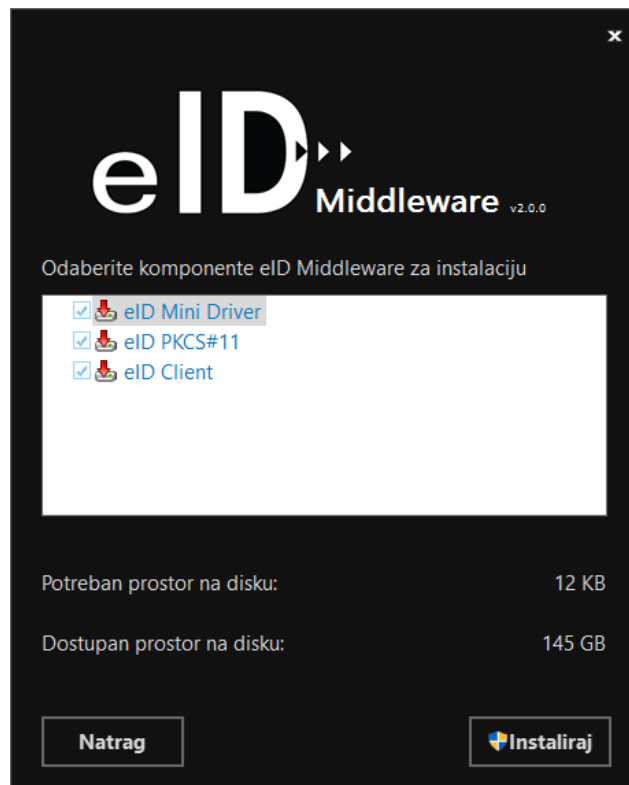 eID
Middleware v2.0.0
Odaberite komponente eID Middleware za instalaciju
eID Mini Driver
eID PKCS#11
eID Client
Potreban prostor na disku: 12 KB
Dostupan prostor na disku: 145 GB
Natrag Instaliraj